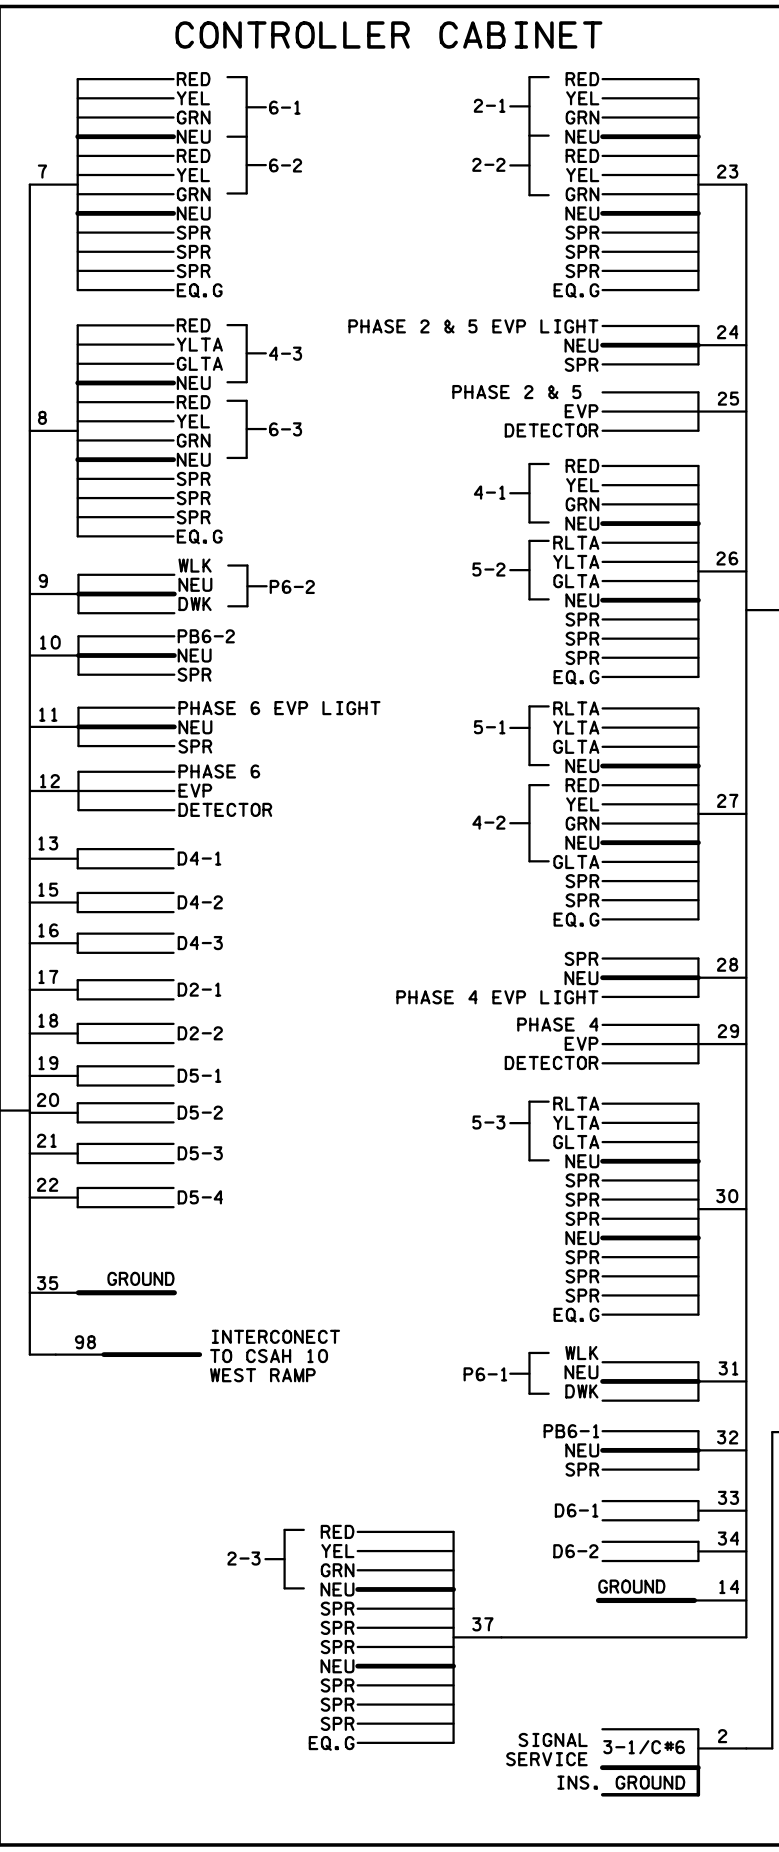 CONTROLLER CABINET
7
RED
YEL
GRN
NEU
RED
YEL
GRN
NEU
SPR
SPR
SPR
EQ.G
6-1
6-2
8
RED
YLTA
GLTA
NEU
RED
YEL
GRN
NEU
SPR
SPR
SPR
EQ.G
4-3
6-3
9
WLK
NEU
DWK
P6-2
10
PB6-2
NEU
SPR
11
PHASE 6 EVP LIGHT
NEU
SPR
12
PHASE 6
EVP
DETECTOR
13
D4-1
15
D4-2
16
D4-3
17
D2-1
18
D2-2
19
D5-1
20
D5-2
21
D5-3
22
D5-4
35
GROUND
98
INTERCONECT
TO CSAH 10
WEST RAMP
2-1
2-2
RED
YEL
GRN
NEU
RED
YEL
GRN
NEU
SPR
SPR
SPR
EQ.G
23
PHASE 2 & 5 EVP LIGHT
NEU
SPR
24
PHASE 2 & 5
EVP
DETECTOR
25
4-1
5-2
RED
YEL
GRN
NEU
RLTA
YLTA
GLTA
NEU
SPR
SPR
SPR
EQ.G
26
5-1
4-2
RLTA
YLTA
GLTA
NEU
RED
YEL
GRN
NEU
GLTA
SPR
SPR
EQ.G
27
SPR
NEU
PHASE 4 EVP LIGHT
28
PHASE 4
EVP
DETECTOR
29
5-3
RLTA
YLTA
GLTA
NEU
SPR
SPR
SPR
NEU
SPR
SPR
SPR
EQ.G
30
P6-1
WLK
NEU
DWK
31
PB6-1
NEU
SPR
32
D6-1
33
D6-2
34
GROUND
14
2-3
RED
YEL
GRN
NEU
SPR
SPR
SPR
NEU
SPR
SPR
SPR
EQ.G
37
SIGNAL
SERVICE
3-1/C#6
2
INS. GROUND